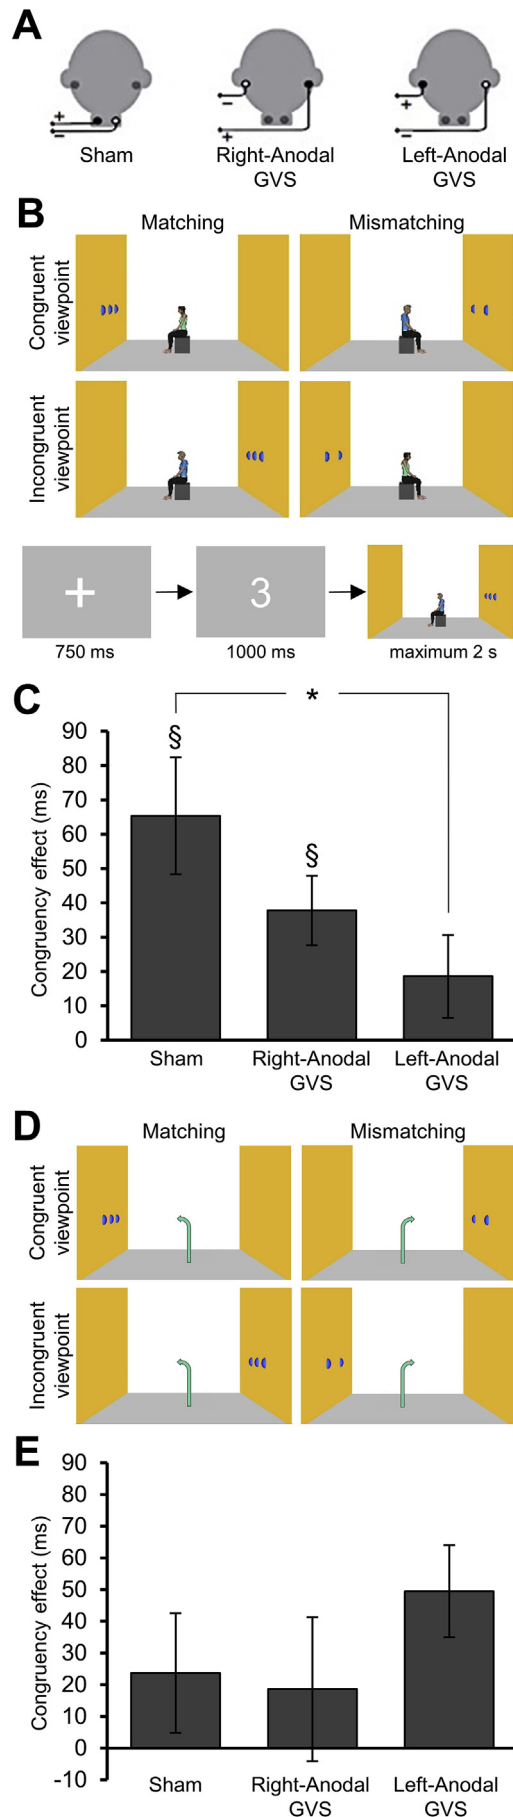 A
+
−
−
+
+
−
Sham
Right-Anodal
GVS
Left-Anodal
GVS
B
Matching
Mismatching
Congruent
viewpoint
Incongruent
viewpoint
+
3
750 ms
1000 ms
maximum 2 s
C
*
§
§
Congruency effect (ms)
90
80
70
60
50
40
30
20
10
0
Sham
Right-Anodal
GVS
Left-Anodal
GVS
D
Matching
Mismatching
Congruent
viewpoint
Incongruent
viewpoint
E
Congruency effect (ms)
90
80
70
60
50
40
30
20
10
0
-10
Sham
Right-Anodal
GVS
Left-Anodal
GVS